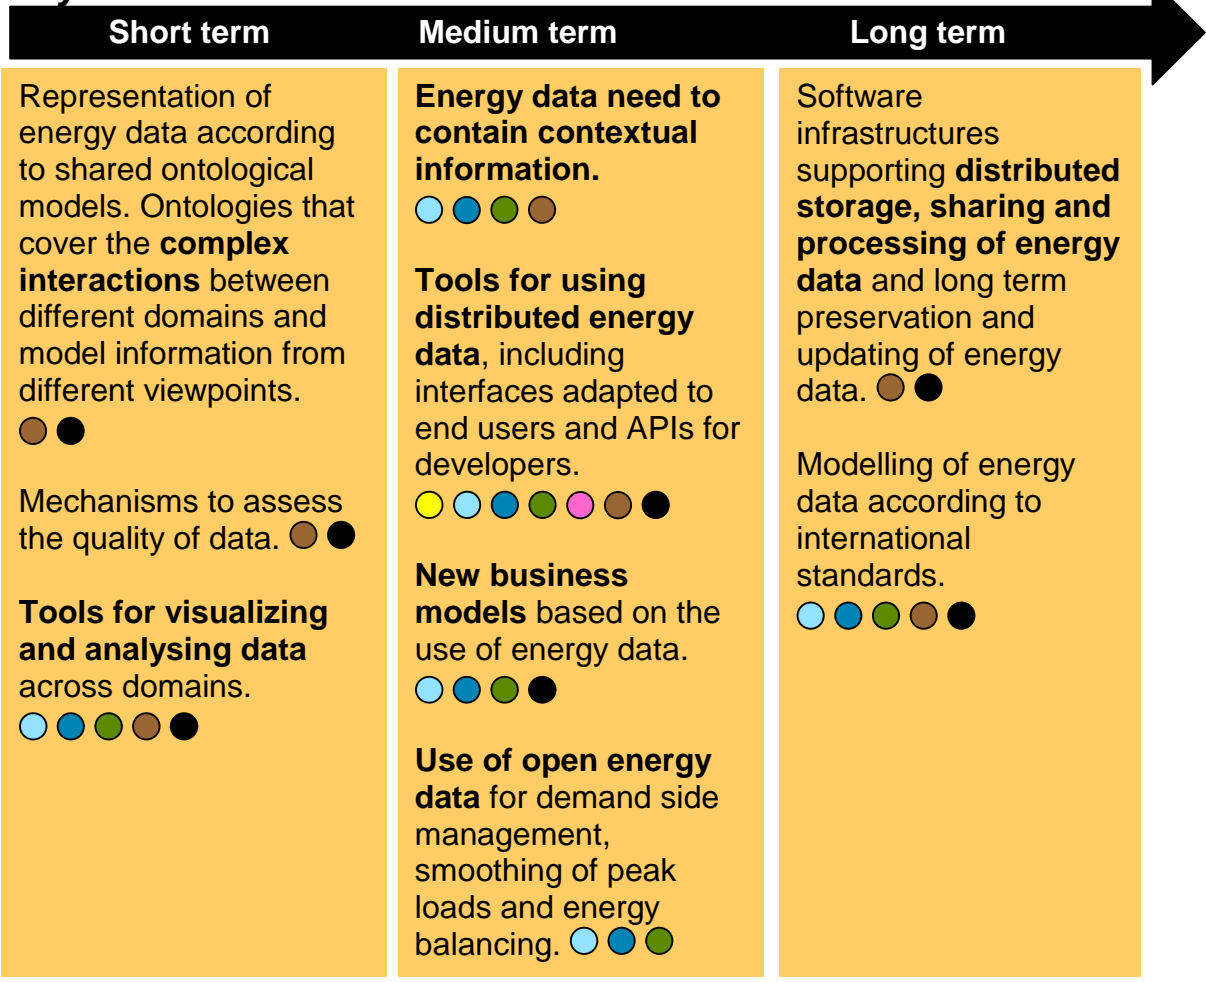 Short term
Medium term
Long term
Representation of
energy data according
to shared ontological
models. Ontologies that
cover the complex
interactions between
different domains and
model information from
different viewpoints.
Mechanisms to assess
the quality of data.
Tools for visualizing
and analysing data
across domains.
Energy data need to
contain contextual
information.
Tools for using
distributed energy
data, including
interfaces adapted to
end users and APIs for
developers.
New business
models based on the
use of energy data.
Use of open energy
data for demand side
management,
smoothing of peak
loads and energy
balancing.
Software
infrastructures
supporting distributed
storage, sharing and
processing of energy
data and long term
preservation and
updating of energy
data.
Modelling of energy
data according to
international
standards.